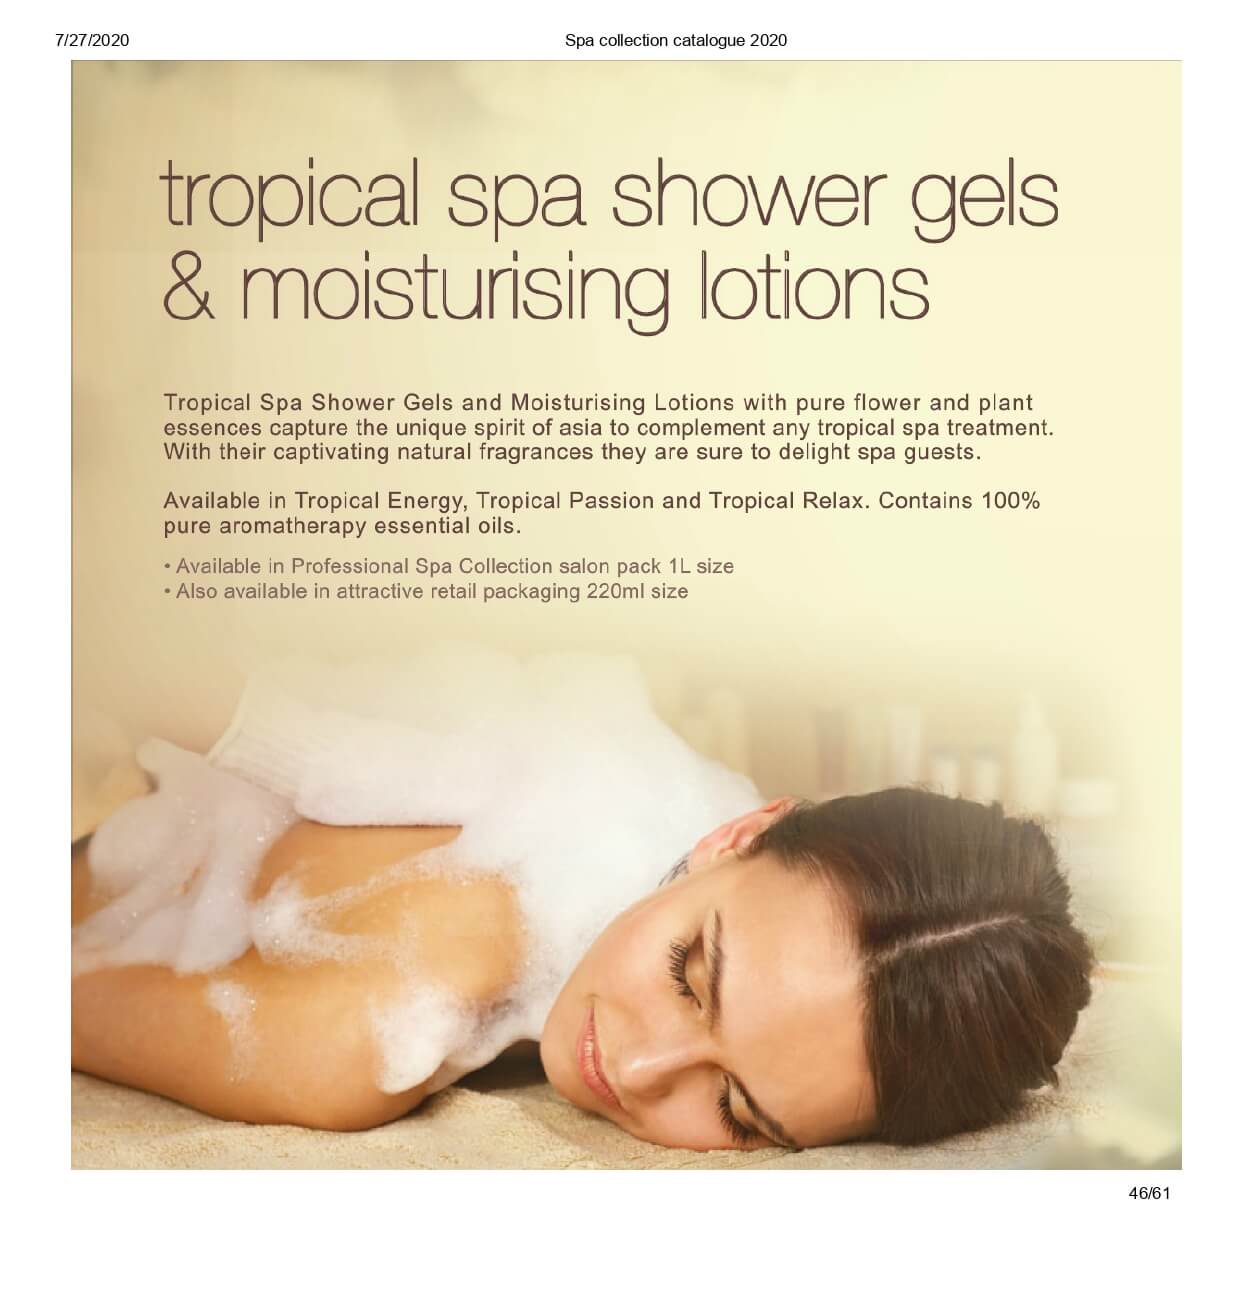 7/27/2020
Spa collection catalogue 2020
tropical spa shower gels
& moisturising lotions
Tropical Spa Shower Gels and Moisturising Lotions with pure flower and plant
essences capture the unique spirit of asia to complement any tropical spa treatment.
With their captivating natural fragrances they are sure to delight spa guests.
Available in Tropical Energy, Tropical Passion and Tropical Relax. Contains 100%
pure aromatherapy essential oils.
• Available in Professional Spa Collection salon pack 1L size
• Also available in attractive retail packaging 220ml size
46/61